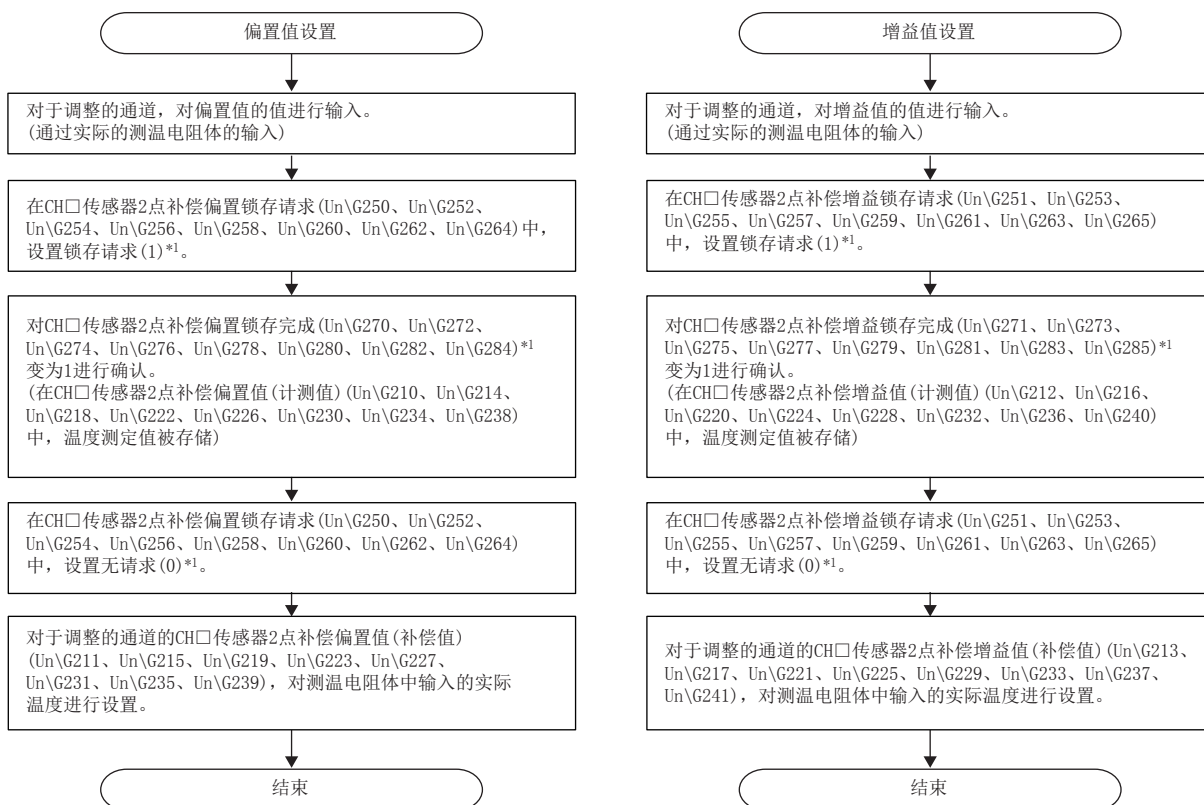 偏置值设置
对于调整的通道，对偏置值的值进行输入。
(通过实际的测温电阻体的输入)
在CH□传感器2点补偿偏置锁存请求(Un\G250、Un\G252、
Un\G254、Un\G256、Un\G258、Un\G260、Un\G262、Un\G264)中，
设置锁存请求(1)*1。
对CH□传感器2点补偿偏置锁存完成(Un\G270、Un\G272、
Un\G274、Un\G276、Un\G278、Un\G280、Un\G282、Un\G284)*1
变为1进行确认。
(在CH□传感器2点补偿偏置值(计测值)(Un\G210、Un\G214、
Un\G218、Un\G222、Un\G226、Un\G230、Un\G234、Un\G238)
中，温度测定值被存储)
在CH□传感器2点补偿偏置锁存请求(Un\G250、Un\G252、
Un\G254、Un\G256、Un\G258、Un\G260、Un\G262、Un\G264)
中，设置无请求(0)*1。
对于调整的通道的CH□传感器2点补偿偏置值(补偿值)
(Un\G211、Un\G215、Un\G219、Un\G223、Un\G227、
Un\G231、Un\G235、Un\G239)，对测温电阻体中输入的实际
温度进行设置。
结束
增益值设置
对于调整的通道，对增益值的值进行输入。
(通过实际的测温电阻体的输入)
在CH□传感器2点补偿增益锁存请求(Un\G251、Un\G253、
Un\G255、Un\G257、Un\G259、Un\G261、Un\G263、Un\G265)
中，设置锁存请求(1)*1。
对CH□传感器2点补偿增益锁存完成(Un\G271、Un\G273、
Un\G275、Un\G277、Un\G279、Un\G281、Un\G283、Un\G285)*1
变为1进行确认。
(在CH□传感器2点补偿增益值(计测值)(Un\G212、Un\G216、
Un\G220、Un\G224、Un\G228、Un\G232、Un\G236、Un\G240)
中，温度测定值被存储)
在CH□传感器2点补偿增益锁存请求(Un\G251、Un\G253、
Un\G255、Un\G257、Un\G259、Un\G261、Un\G263、Un\G265)
中，设置无请求(0)*1。
对于调整的通道的CH□传感器2点补偿增益值(补偿值)(Un\G213、
Un\G217、Un\G221、Un\G225、Un\G229、Un\G233、Un\G237、
Un\G241)，对测温电阻体中输入的实际温度进行设置。
结束